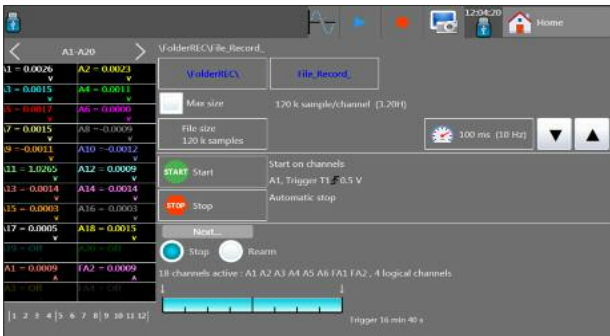 12:04:20
Home
A1-A20
\FolderREC\File_Record_
A1 = 0.0026 V A2 = 0.0023 V
A3 = 0.0015 V A4 = 0.0011 V
A5 = 0.0017 V A6 = 0.0000 V
A7 = 0.0015 V A8 = -0.0009 V
A9 = -0.0011 V A10 = -0.0012 V
A11 = 1.0265 V A12 = 0.0009 V
A13 = -0.0014 V A14 = -0.0014 V
A15 = 0.0003 V A16 = -0.0003 V
A17 = 0.0005 V A18 = 0.0015 V
A19 = Off A20 = Off
FA1 = 0.0009 A FA2 = 0.0009 A
\FolderREC\ File_Record_
Max size 120 k sample/channel (3.20H)
File size
120 k samples
100 ms (10 Hz)
START Start
Start on channels
A1, Trigger T1 0.5 V
STOP Stop
Automatic stop
Next...
Stop Rearm
18 channels active : A1 A2 A3 A4 A5 A6 FA1 FA2 , 4 logical channels
1 2 3 4 5 6 7 8 9 10 11 12
Trigger 16 min 40 s